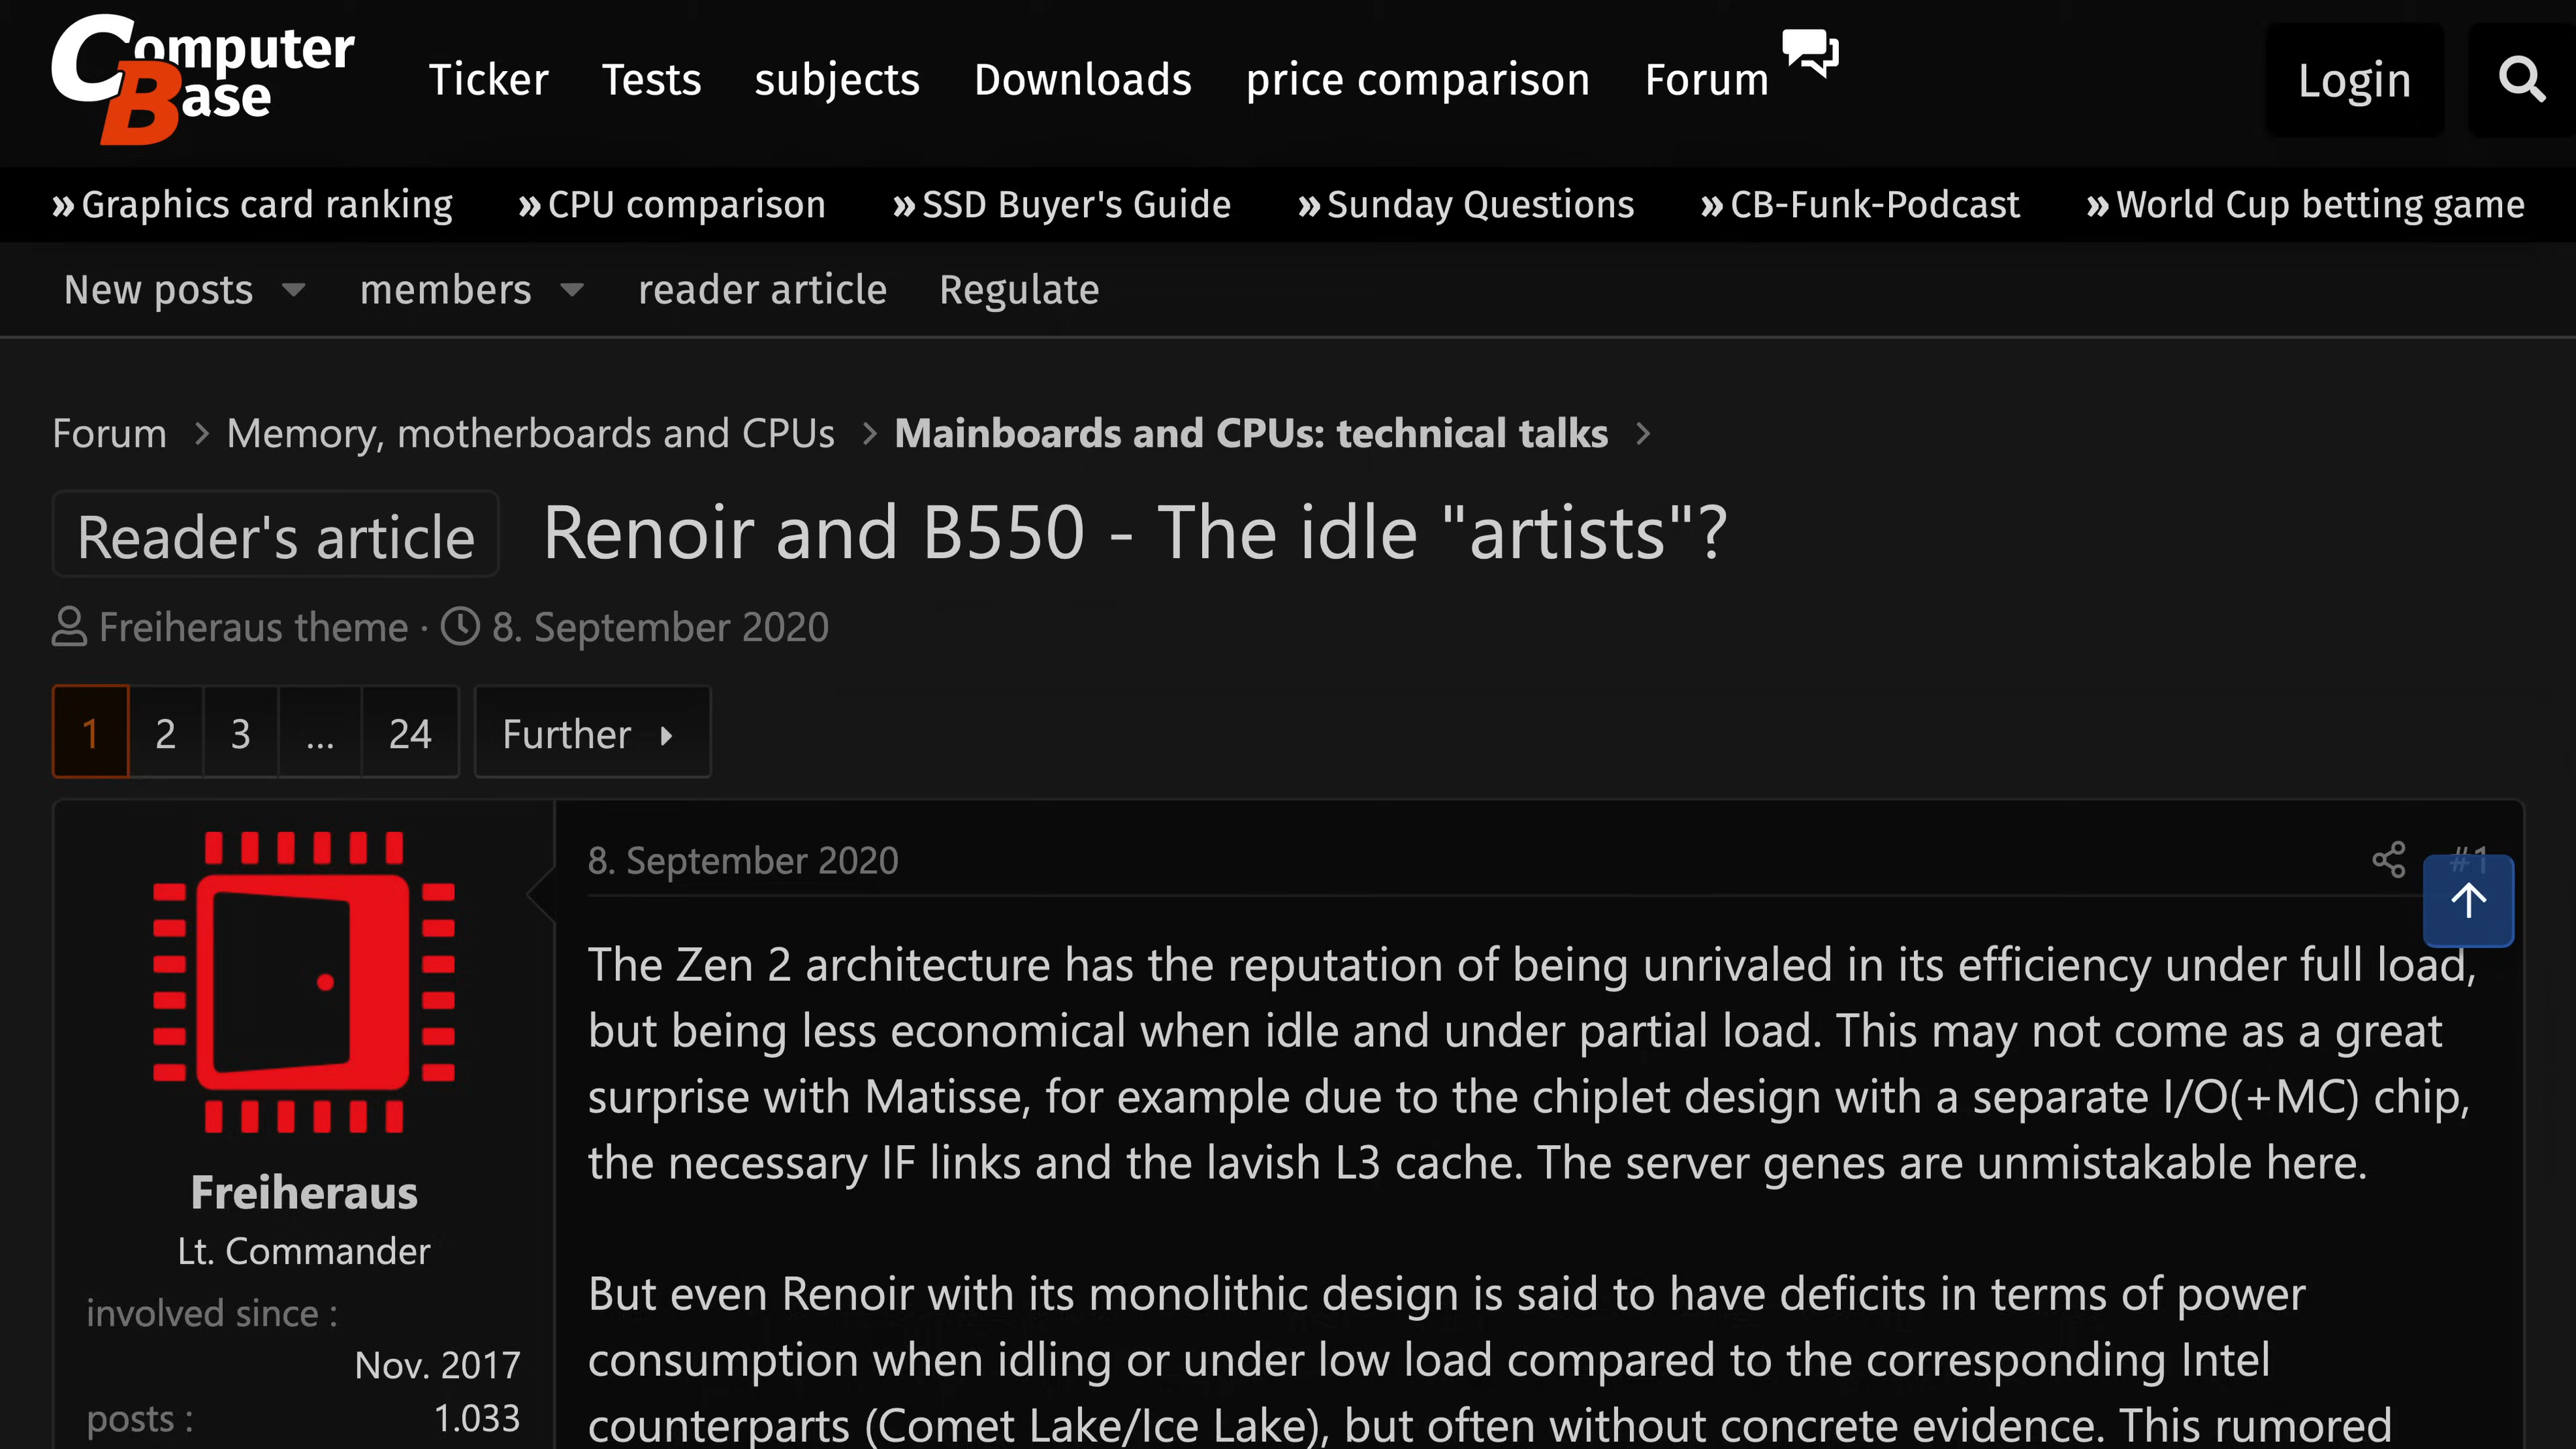 Computer
Base
Ticker Tests subjects Downloads price comparison Forum Login
» Graphics card ranking » CPU comparison » SSD Buyer's Guide » Sunday Questions » CB-Funk-Podcast » World Cup betting game
New posts members reader article Regulate
Forum > Memory, motherboards and CPUs > Mainboards and CPUs: technical talks >
Reader's article Renoir and B550 - The idle "artists"?
Freiheraus theme · 8. September 2020
1 2 3 ... 24 Further
8. September 2020 #1
The Zen 2 architecture has the reputation of being unrivaled in its efficiency under full load,
but being less economical when idle and under partial load. This may not come as a great
surprise with Matisse, for example due to the chiplet design with a separate I/O(+MC) chip,
the necessary IF links and the lavish L3 cache. The server genes are unmistakable here.
But even Renoir with its monolithic design is said to have deficits in terms of power
consumption when idling or under low load compared to the corresponding Intel
counterparts (Comet Lake/Ice Lake), but often without concrete evidence. This rumored
Freiheraus
Lt. Commander
involved since :
Nov. 2017
posts : 1.033